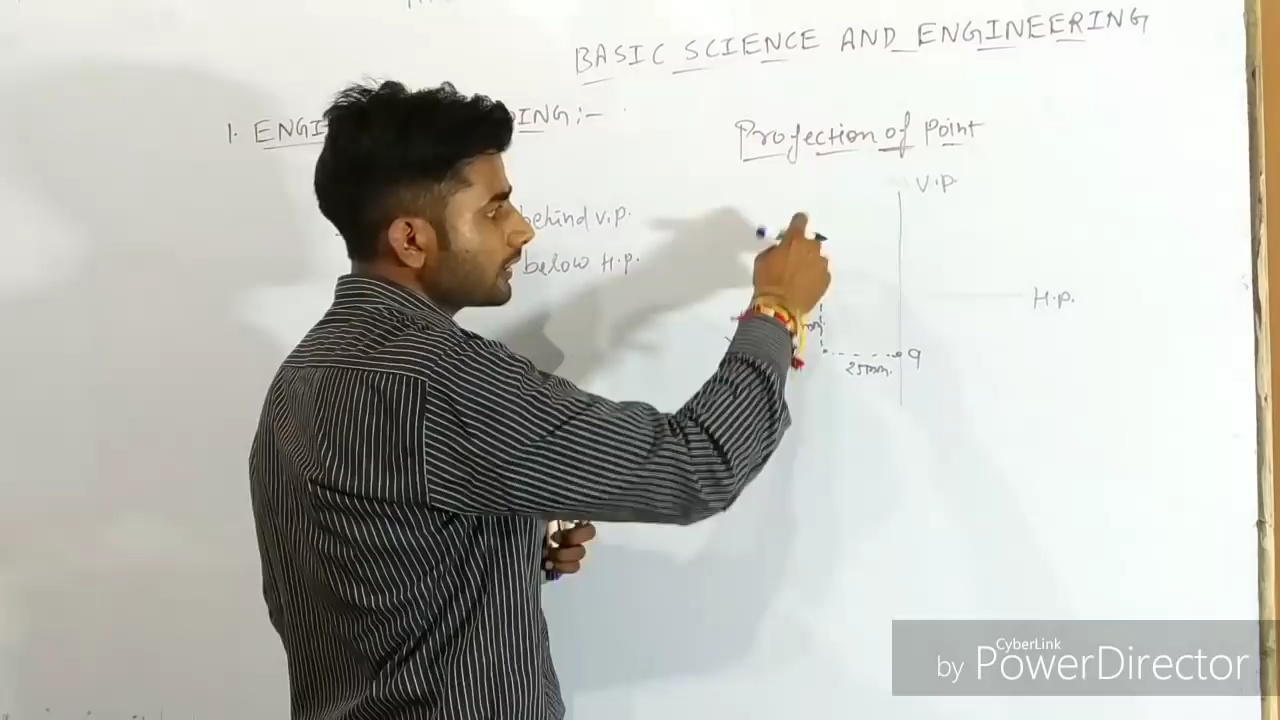 BASIC SCIENCE AND ENGINEERING
1. ENGI ING :-
Projection of Point
V.P.
behind V.P.
below H.P.
H.P.
25mm.
q
CyberLink
by PowerDirector